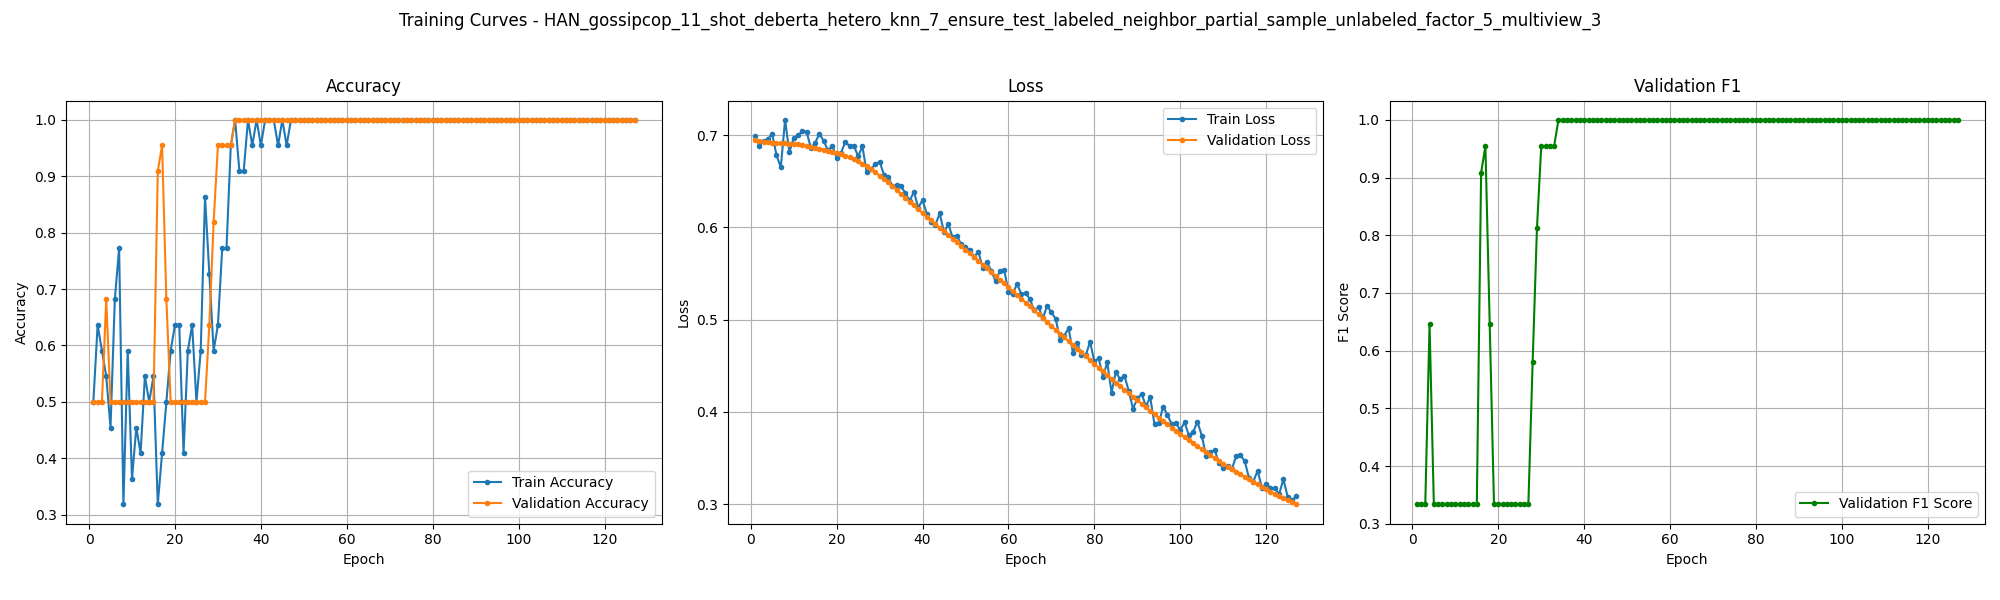 Training Curves - HAN_gossipcop_11_shot_deberta_hetero_knn_7_ensure_test_labeled_neighbor_partial_sample_unlabeled_factor_5_multiview_3
Accuracy
1.0
0.9
0.8
0.7
0.6
0.5
0.4
0.3
Accuracy
Train Accuracy
Validation Accuracy
0 20 40 60 80 100 120
Epoch
Loss
0.7
0.6
0.5
0.4
0.3
Loss
Train Loss
Validation Loss
0 20 40 60 80 100 120
Epoch
Validation F1
1.0
0.9
0.8
0.7
0.6
0.5
0.4
0.3
F1 Score
Validation F1 Score
0 20 40 60 80 100 120
Epoch